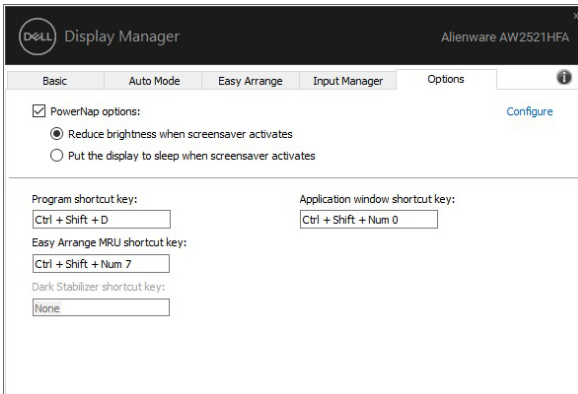 DELL Display Manager
Alienware AW2521HFA
Basic Auto Mode Easy Arrange Input Manager Options
PowerNap options:
Configure
Reduce brightness when screensaver activates
Put the display to sleep when screensaver activates
Program shortcut key:
Application window shortcut key:
Ctrl + Shift + D
Ctrl + Shift + Num 0
Easy Arrange MRU shortcut key:
Ctrl + Shift + Num 7
Dark Stabilizer shortcut key:
None